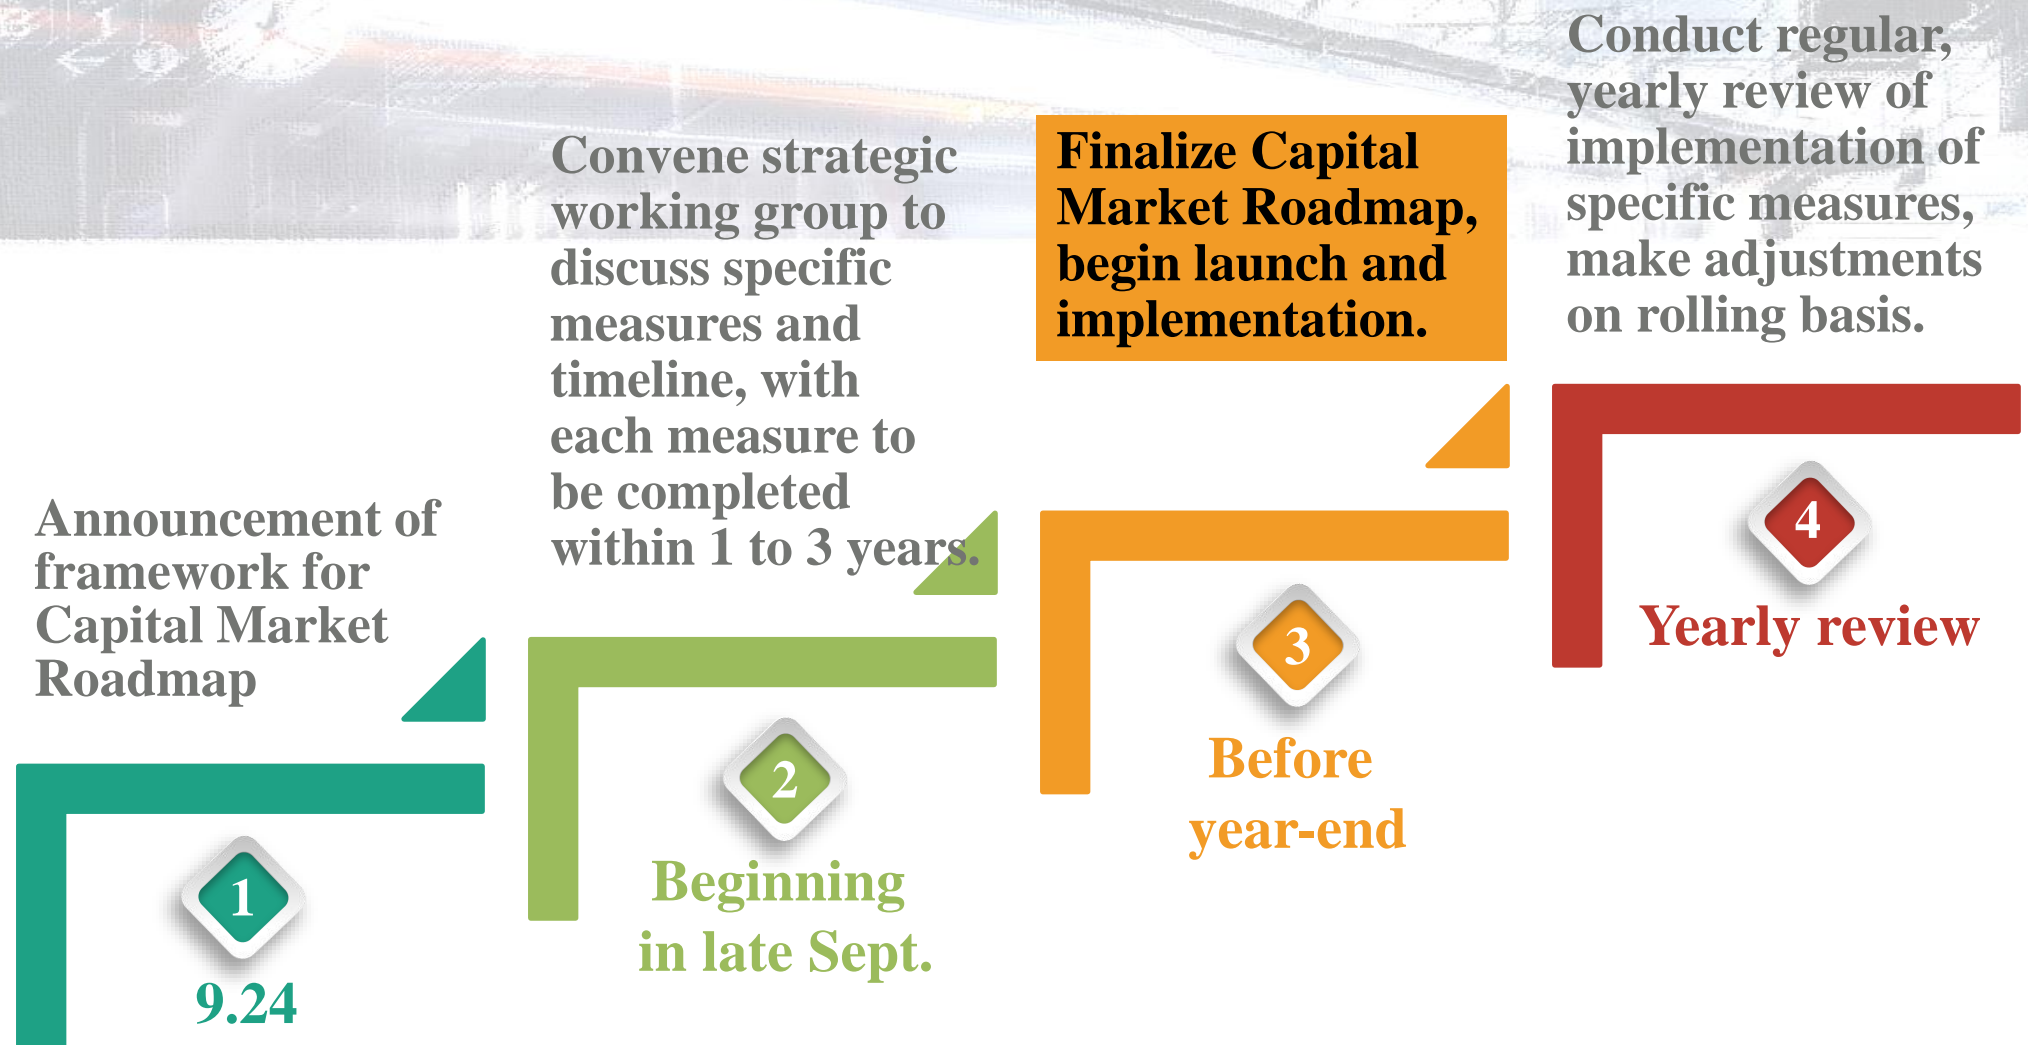 Announcement of
framework for
Capital Market
Roadmap
1
9.24
Convene strategic
working group to
discuss specific
measures and
timeline, with
each measure to
be completed
within 1 to 3 years.
2
Beginning
in late Sept.
Finalize Capital
Market Roadmap,
begin launch and
implementation.
3
Before
year-end
Conduct regular,
yearly review of
implementation of
specific measures,
make adjustments
on rolling basis.
4
Yearly review